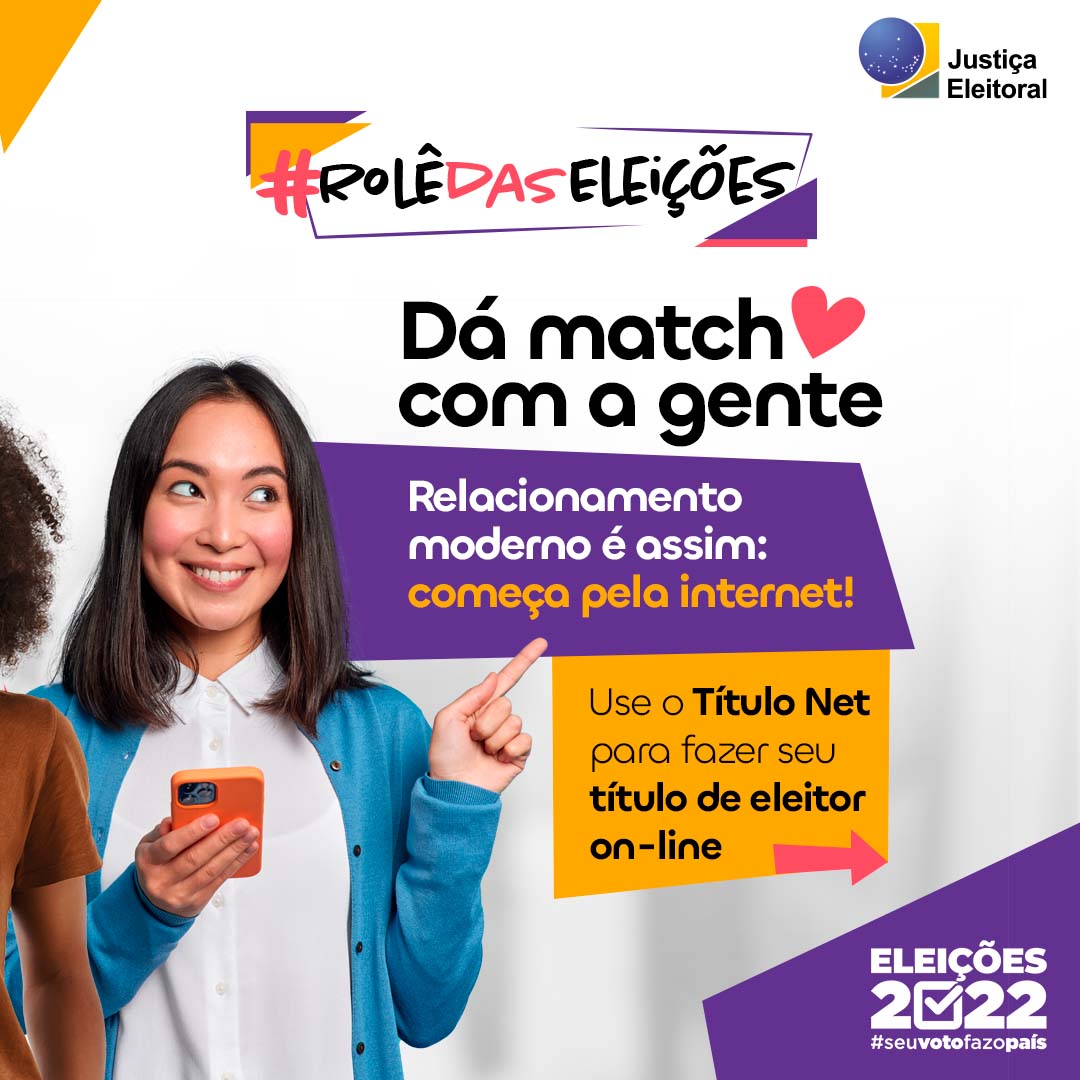 Justiça
Eleitoral
#ROLÊDASELEIÇÕES
Dá match
com a gente
Relacionamento
moderno é assim:
começa pela internet!
Use o Título Net
para fazer seu
título de eleitor
on-line
ELEIÇÕES
2022
#seuvotofazopaís